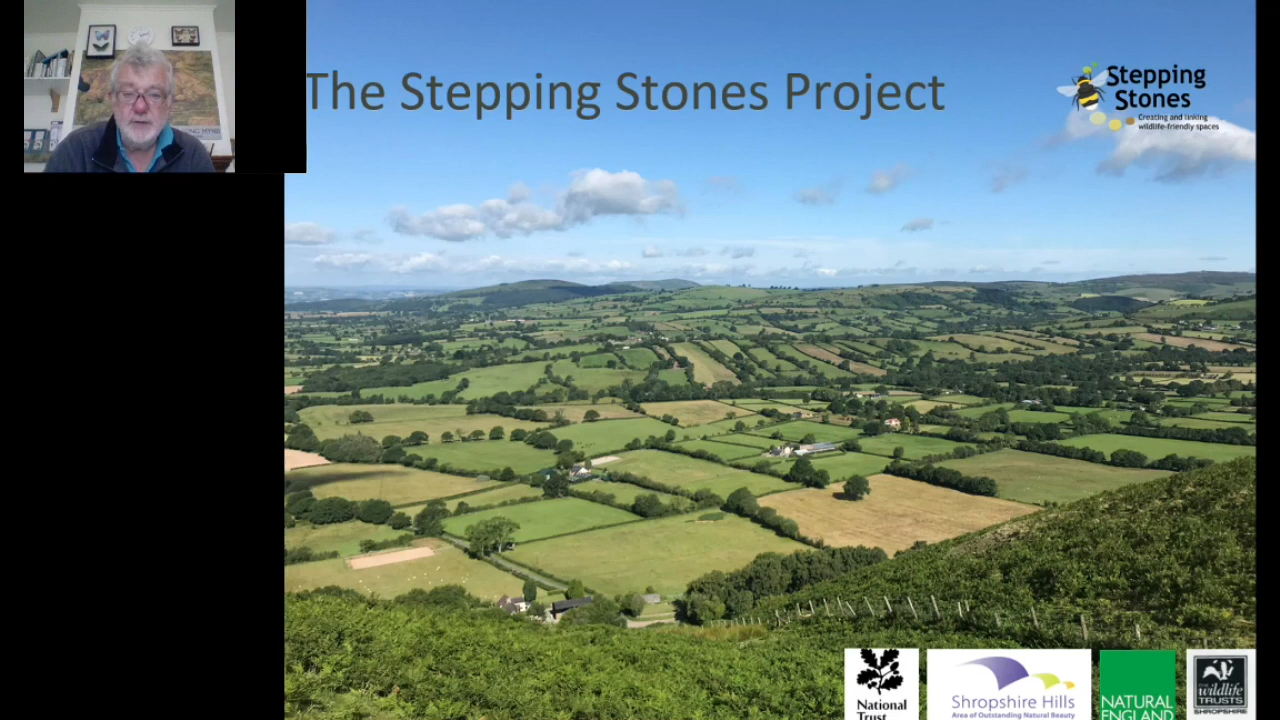 The Stepping Stones Project
Stepping
Stones
Creating and linking
wildlife-friendly spaces
National
Trust
Shropshire Hills
Area of Outstanding Natural Beauty
NATURAL
ENGLAND
wildlife
TRUSTS
SHROPSHIRE